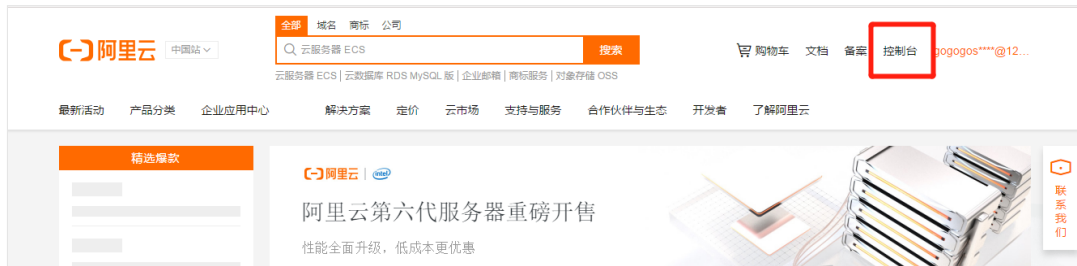 全部 域名 商标 公司
阿里云 中国站 云服务器 ECS 搜索 购物车 文档 备案 控制台 gogogos****@12...
云服务器 ECS | 云数据库 RDS MySQL 版 | 企业邮箱 | 商标服务 | 对象存储 OSS
最新活动 产品分类 企业应用中心 解决方案 定价 云市场 支持与服务 合作伙伴与生态 开发者 了解阿里云
精选爆款
阿里云 | intel
阿里云第六代服务器重磅开售
性能全面升级，低成本更优惠
联系我们